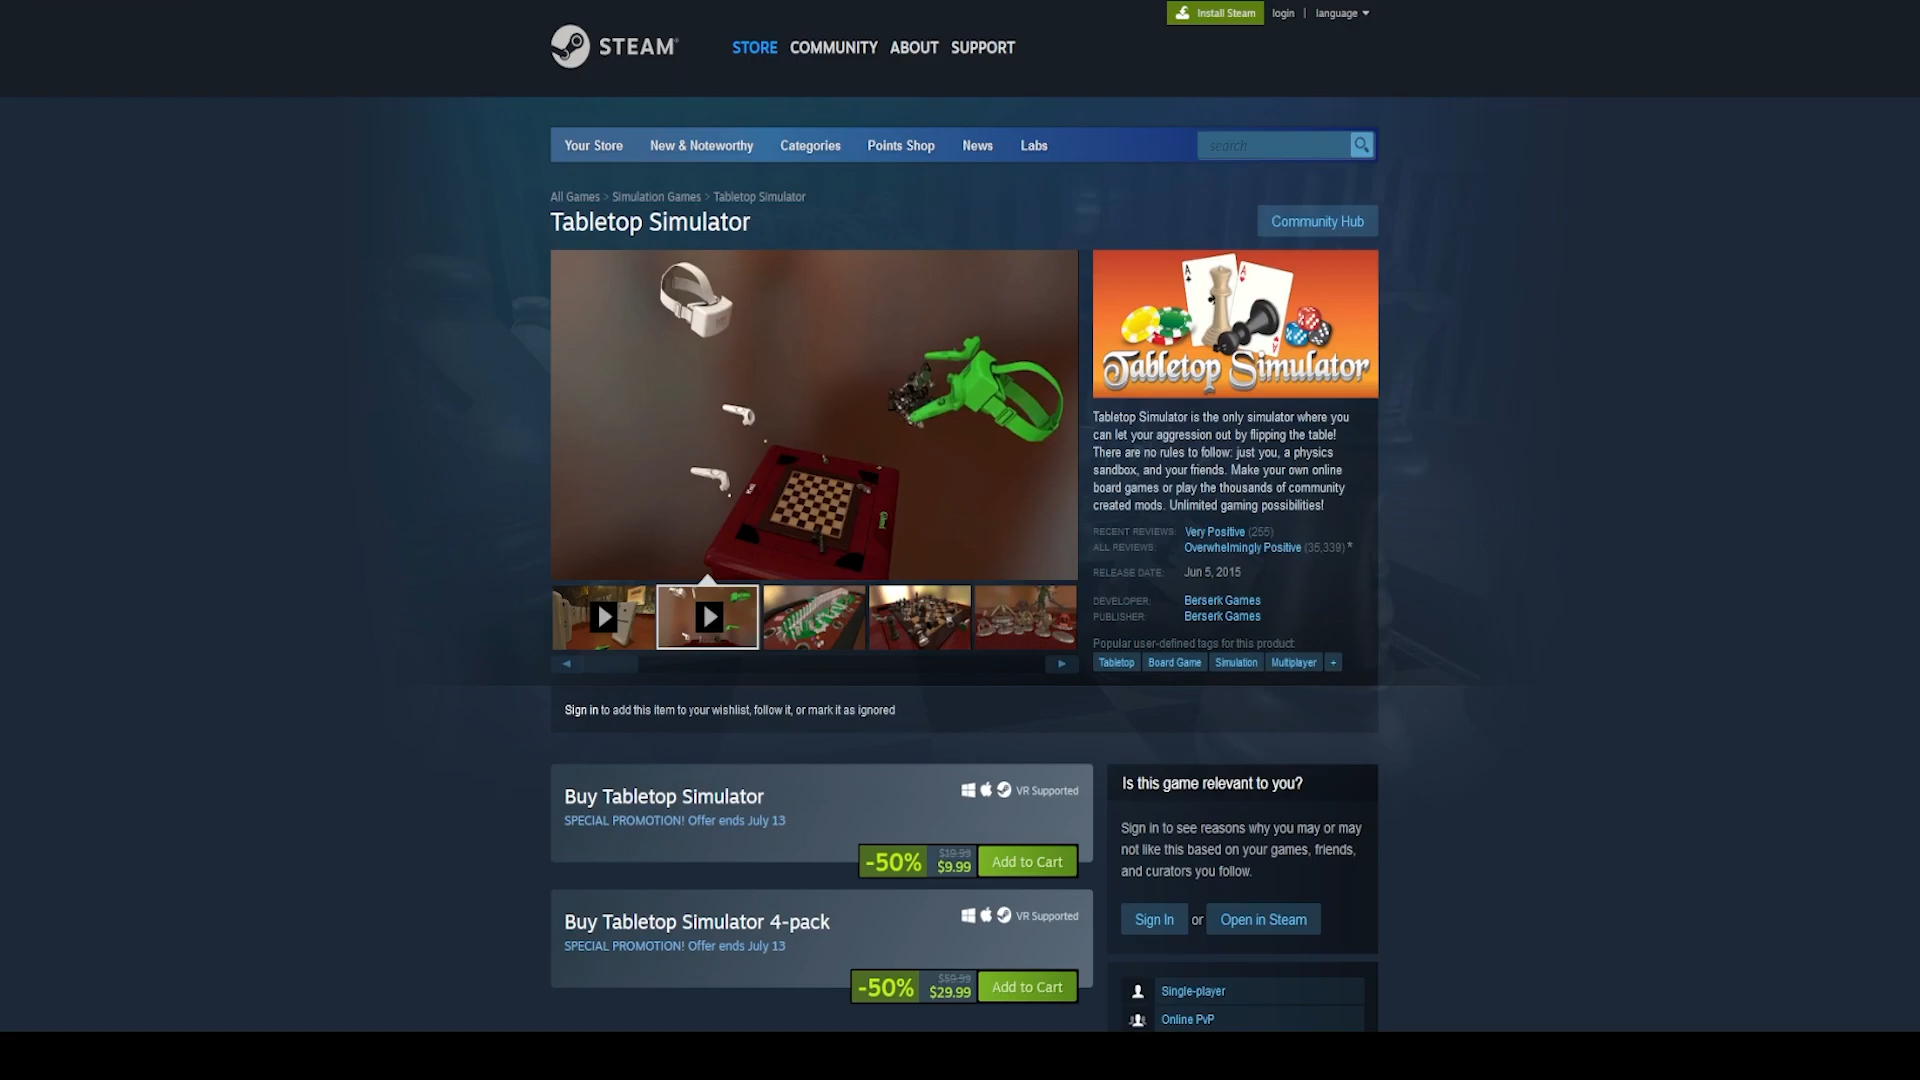 Install Steam login | language
STEAM
STORE COMMUNITY ABOUT SUPPORT
Your Store New & Noteworthy Categories Points Shop News Labs search
All Games > Simulation Games > Tabletop Simulator
Tabletop Simulator
Community Hub
Tabletop Simulator
Tabletop Simulator is the only simulator where you
can let your aggression out by flipping the table!
There are no rules to follow: just you, a physics
sandbox, and your friends. Make your own online
board games or play the thousands of community
created mods. Unlimited gaming possibilities!
RECENT REVIEWS: Very Positive (255)
ALL REVIEWS: Overwhelmingly Positive (35,339) *
RELEASE DATE: Jun 5, 2015
DEVELOPER: Berserk Games
PUBLISHER: Berserk Games
Popular user-defined tags for this product:
Tabletop Board Game Simulation Multiplayer +
Sign in to add this item to your wishlist, follow it, or mark it as ignored
Buy Tabletop Simulator
VR Supported
SPECIAL PROMOTION! Offer ends July 13
-50% $19.99 $9.99 Add to Cart
Buy Tabletop Simulator 4-pack
VR Supported
SPECIAL PROMOTION! Offer ends July 13
-50% $59.99 $29.99 Add to Cart
Is this game relevant to you?
Sign in to see reasons why you may or may
not like this based on your games, friends,
and curators you follow.
Sign In or Open in Steam
Single-player
Online PvP